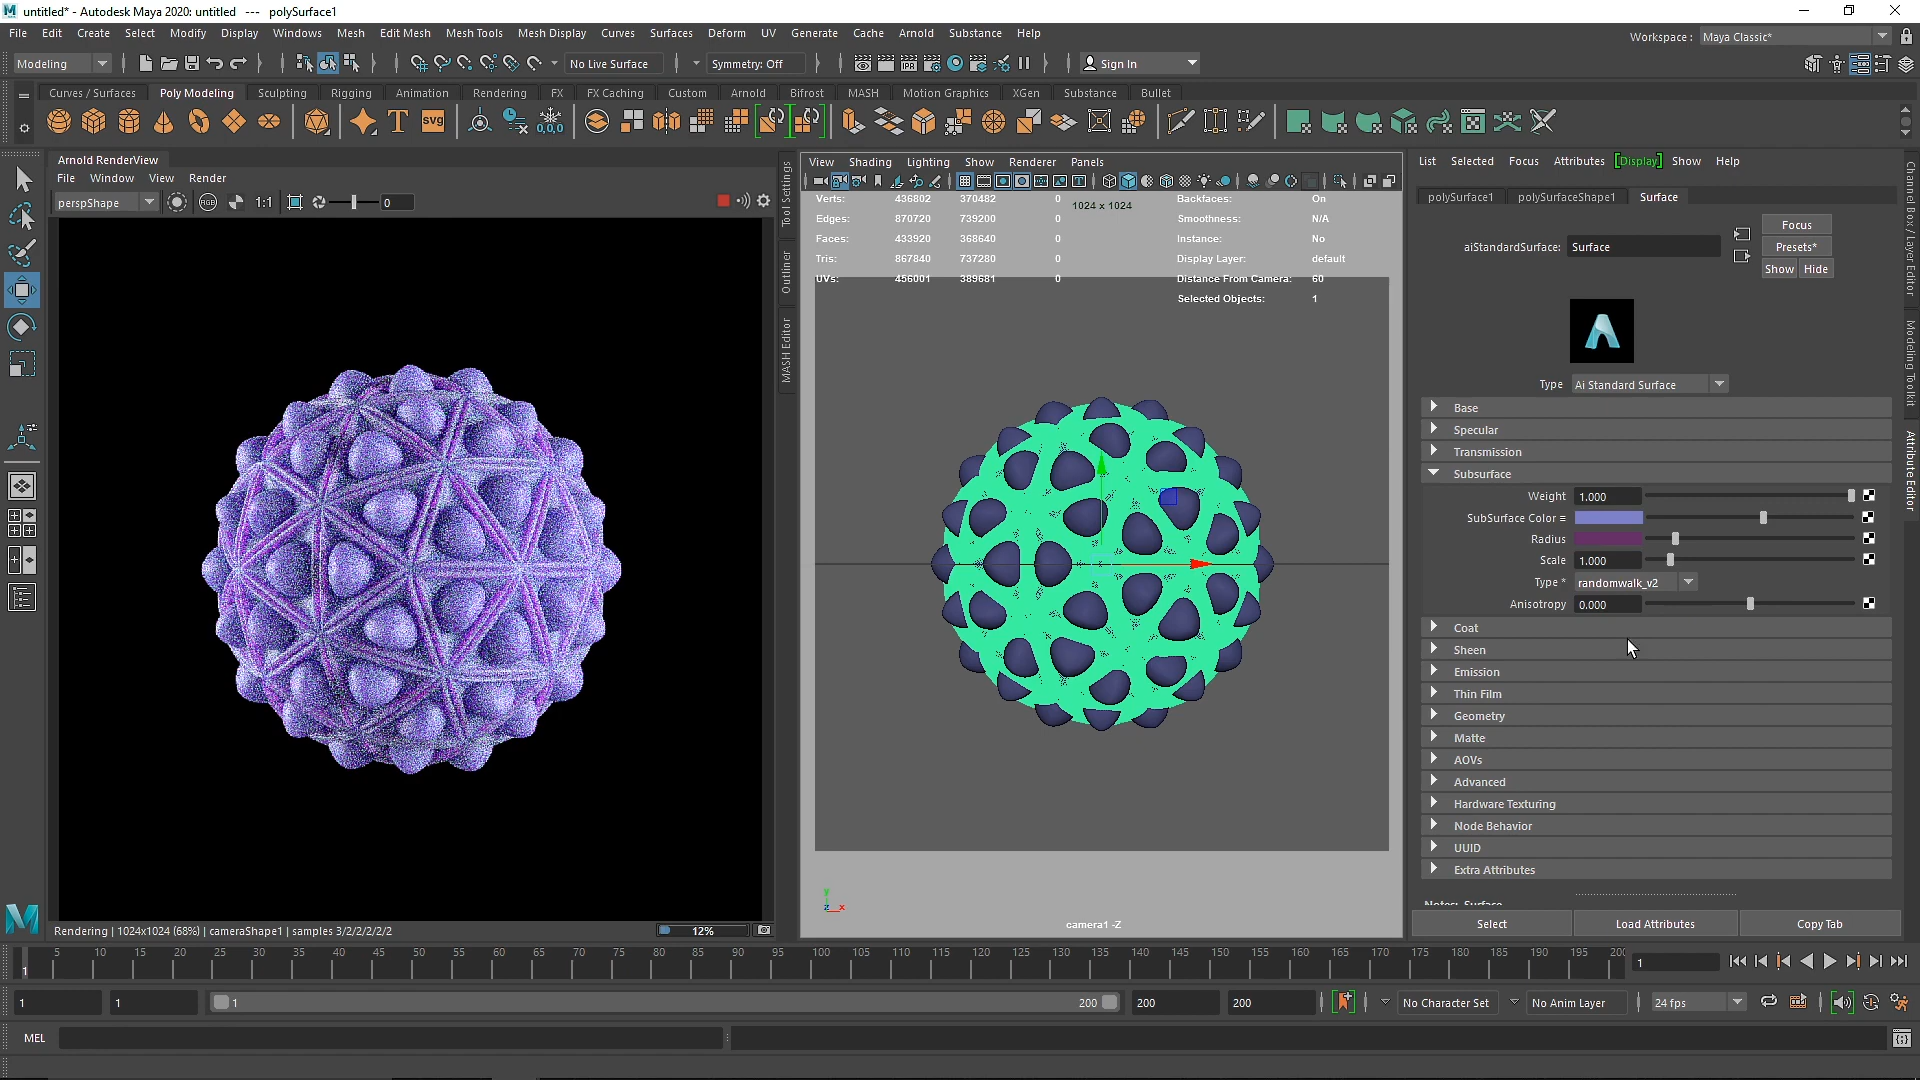 untitled* - Autodesk Maya 2020: untitled   ---   polySurface1
File Edit Create Select Modify Display Windows Mesh Edit Mesh Mesh Tools Mesh Display Curves Surfaces Deform UV Generate Cache Arnold Substance Help
Workspace : Maya Classic*
Modeling No Live Surface Symmetry: Off Sign In
Curves / Surfaces Poly Modeling Sculpting Rigging Animation Rendering FX FX Caching Custom Arnold Bifrost MASH Motion Graphics XGen Substance Bullet
Arnold RenderView
File Window View Render
perspShape 1:1 0
Tool Settings
Outliner
MASH Editor
View Shading Lighting Show Renderer Panels
Verts: 436802 370482 0
Edges: 870720 739200 0
Faces: 433920 368640 0
Tris: 867840 737280 0
UVs: 456001 389681 0
1024 x 1024
Backfaces: On
Smoothness: N/A
Instance: No
Display Layer: default
Distance From Camera: 60
Selected Objects: 1
camera1 -Z
List Selected Focus Attributes Display Show Help
polySurface1 polySurfaceShape1 Surface
aiStandardSurface: Surface
Focus
Presets*
Show Hide
Type Ai Standard Surface
Base
Specular
Transmission
Subsurface
Weight 1.000
SubSurface Color
Radius
Scale 1.000
Type * randomwalk_v2
Anisotropy 0.000
Coat
Sheen
Emission
Thin Film
Geometry
Matte
AOVs
Advanced
Hardware Texturing
Node Behavior
UUID
Extra Attributes
Notes: Surface
Select Load Attributes Copy Tab
Channel Box / Layer Editor
Modeling Toolkit
Attribute Editor
Rendering | 1024x1024 (68%) | cameraShape1 | samples 3/2/2/2/2/2
12%
1 5 10 15 20 25 30 35 40 45 50 55 60 65 70 75 80 85 90 95 100 105 110 115 120 125 130 135 140 145 150 155 160 165 170 175 180 185 190 195 1
1 1 1 200 200 200 No Character Set No Anim Layer 24 fps
MEL